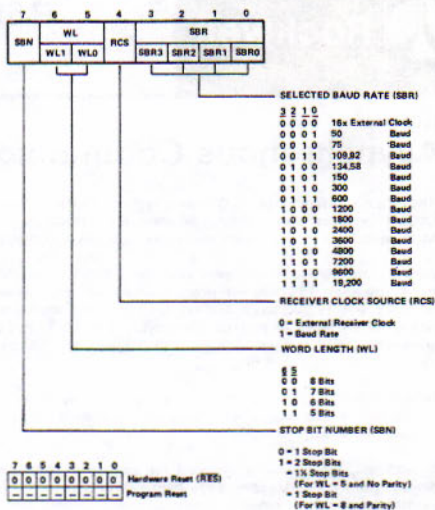 7 6 5 4 3 2 1 0
SBN WL RCS SBR
WL1 WL0 SBR3 SBR2 SBR1 SBR0
SELECTED BAUD RATE (SBR)
3 2 1 0
0 0 0 0 16x External Clock
0 0 0 1 50 Baud
0 0 1 0 75 Baud
0 0 1 1 109.92 Baud
0 1 0 0 134.58 Baud
0 1 0 1 150 Baud
0 1 1 0 300 Baud
0 1 1 1 600 Baud
1 0 0 0 1200 Baud
1 0 0 1 1800 Baud
1 0 1 0 2400 Baud
1 0 1 1 3600 Baud
1 1 0 0 4800 Baud
1 1 0 1 7200 Baud
1 1 1 0 9600 Baud
1 1 1 1 19,200 Baud
RECEIVER CLOCK SOURCE (RCS)
0 = External Receiver Clock
1 = Baud Rate
WORD LENGTH (WL)
6 5
0 0 8 Bits
0 1 7 Bits
1 0 6 Bits
1 1 5 Bits
STOP BIT NUMBER (SBN)
0 = 1 Stop Bit
1 = 2 Stop Bits
= 1½ Stop Bits
(For WL = 5 and No Parity)
= 1 Stop Bit
(For WL = 8 and Parity)
7 6 5 4 3 2 1 0
0 0 0 0 0 0 0 0 Hardware Reset (RES)
– – – – – – – – Program Reset